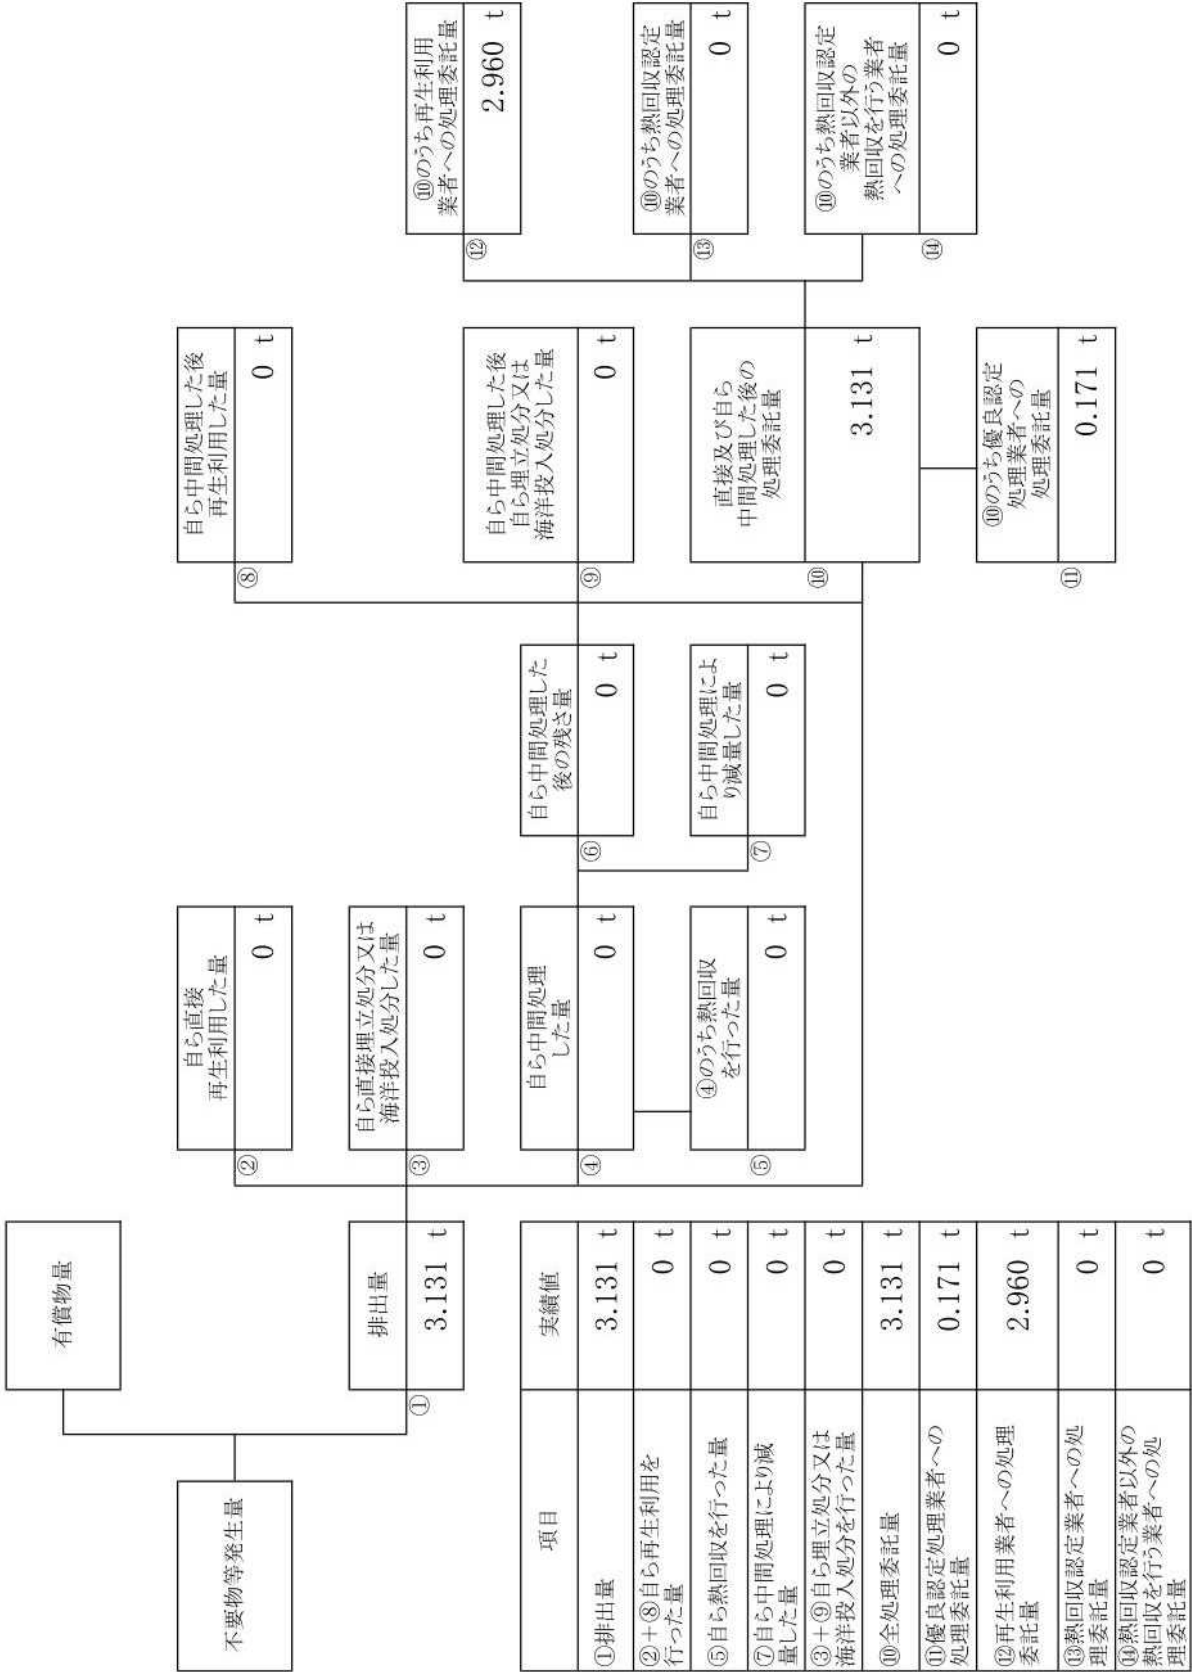 不要物等発生量
有償物量
①
排出量
3.131 t
②
自ら直接
再生利用した量
0 t
③
自ら直接埋立処分又は
海洋投入処分した量
0 t
④
自ら中間処理
した量
0 t
⑤
④のうち熱回収
を行った量
0 t
⑥
自ら中間処理した
後の残さ量
0 t
⑦
自ら中間処理によ
り減量した量
0 t
⑧
自ら中間処理した後
再生利用した量
0 t
⑨
自ら中間処理した後
自ら埋立処分又は
海洋投入処分した量
0 t
⑩
直接及び自ら
中間処理した後の
処理委託量
3.131 t
⑪
⑩のうち優良認定
処理業者への
処理委託量
0.171 t
⑫
⑩のうち再生利用
業者への処理委託量
2.960 t
⑬
⑩のうち熱回収認定
業者への処理委託量
0 t
⑭
⑩のうち熱回収認定
業者以外の
熱回収を行う業者
への処理委託量
0 t
項目 実績値
①排出量 3.131 t
②+⑧自ら再生利用を
行った量 0 t
⑤自ら熱回収を行った量 0 t
⑦自ら中間処理により減
量した量 0 t
③+⑨自ら埋立処分又は
海洋投入処分を行った量 0 t
⑩全処理委託量 3.131 t
⑪優良認定処理業者への
処理委託量 0.171 t
⑫再生利用業者への処理
委託量 2.960 t
⑬熱回収認定業者への処
理委託量 0 t
⑭熱回収認定業者以外の
熱回収を行う業者への処
理委託量 0 t